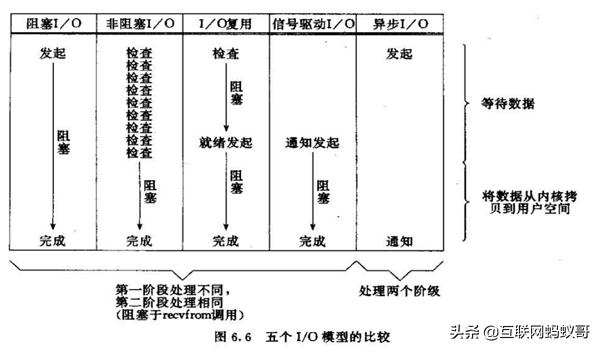 阻塞I/O 非阻塞I/O I/O复用 信号驱动I/O 异步I/O
发起 检查 检查 发起
检查
检查
检查
检查
检查
检查
检查
检查
阻塞
阻塞
等待数据
就绪发起 通知发起
阻塞
阻塞
阻塞
将数据从内核拷
贝到用户空间
完成 完成 完成 完成 通知
第一阶段处理不同，
第二阶段处理相同
（阻塞于recvfrom调用）
处理两个阶级
图 6.6 五个 I/O 模型的比较
头条 @互联网蚂蚁哥